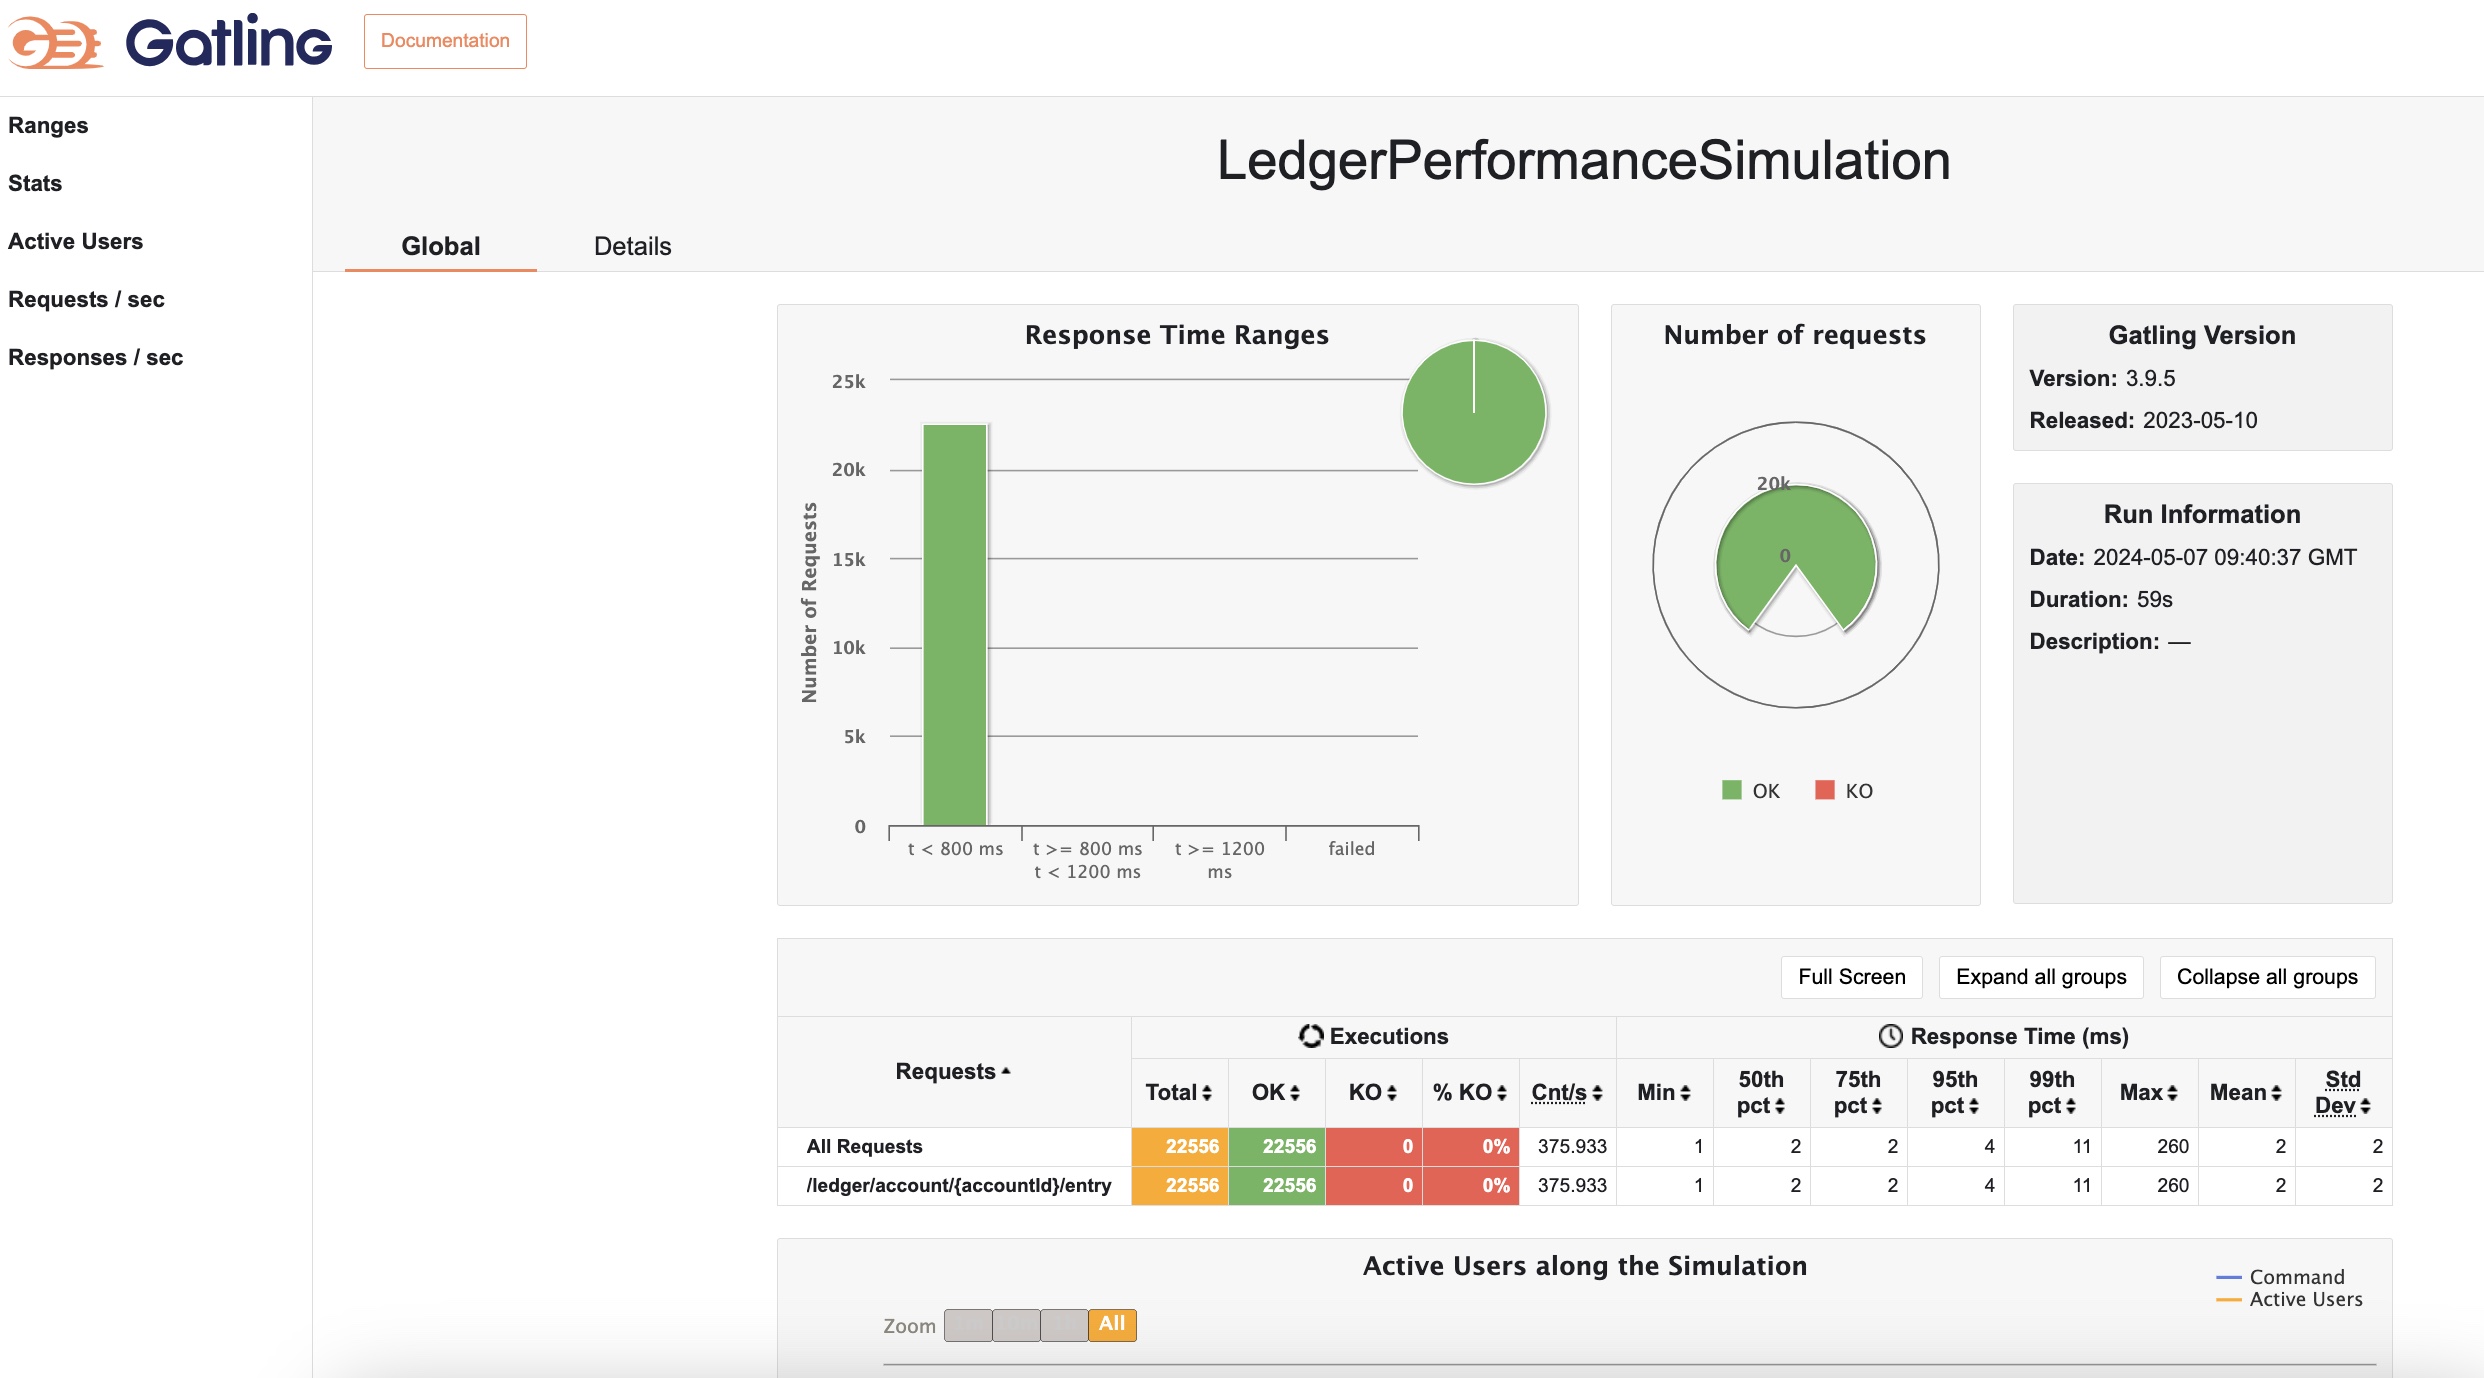 Gatling
Documentation
Ranges
Stats
Active Users
Requests / sec
Responses / sec
LedgerPerformanceSimulation
Global Details
Response Time Ranges
25k
20k
15k
10k
5k
0
Number of Requests
t < 800 ms
t >= 800 ms
t < 1200 ms
t >= 1200
ms
failed
Number of requests
20k
0
OK KO
Gatling Version
Version: 3.9.5
Released: 2023-05-10
Run Information
Date: 2024-05-07 09:40:37 GMT
Duration: 59s
Description: —
Full Screen Expand all groups Collapse all groups
Requests Executions Response Time (ms)
Total OK KO % KO Cnt/s Min 50th pct 75th pct 95th pct 99th pct Max Mean Std Dev
All Requests 22556 22556 0 0% 375.933 1 2 2 4 11 260 2 2
/ledger/account/{accountId}/entry 22556 22556 0 0% 375.933 1 2 2 4 11 260 2 2
Active Users along the Simulation
Command
Active Users
Zoom All